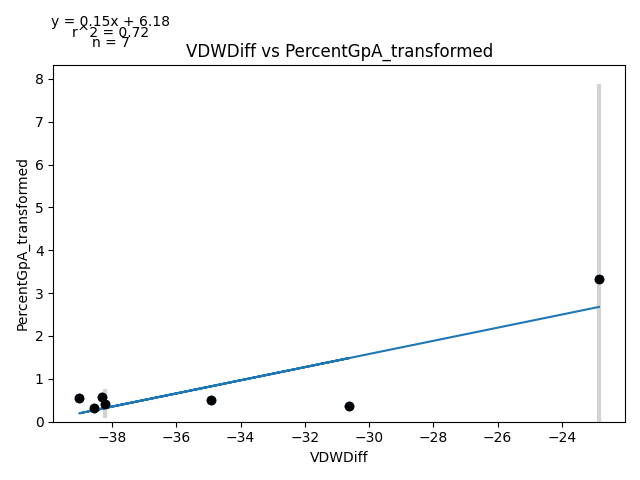 y = 0.15x + 6.18
r^2 = 0.72
n = 7
VDWDiff vs PercentGpA_transformed
8
7
6
5
4
3
2
1
0
PercentGpA_transformed
−38
−36
−34
−32
−30
−28
−26
−24
VDWDiff